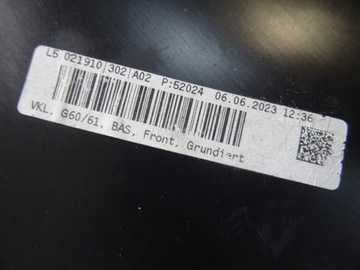 L5 021910|302|A02 P:52024 06.06.2023 12:36
VKL, G60/61, BAS, Front, Grundiert